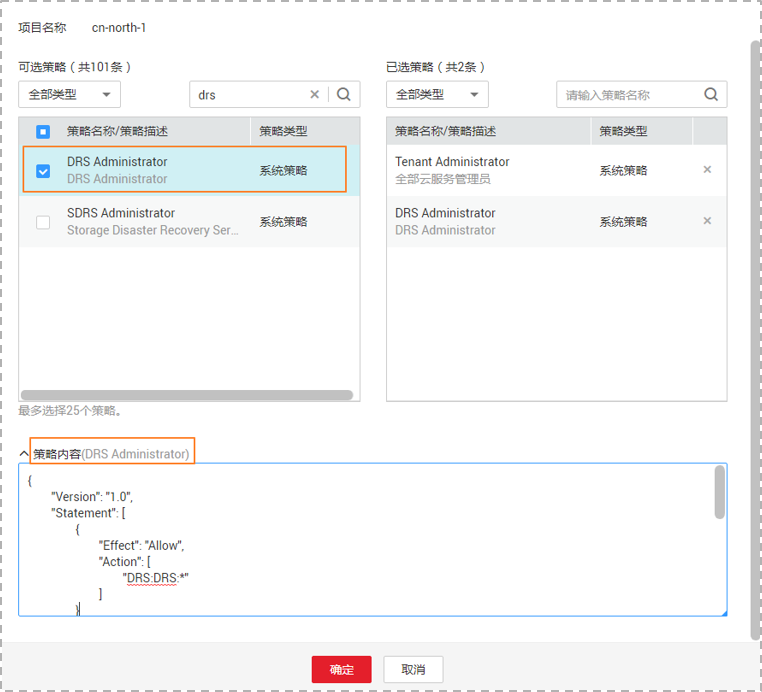 项目名称 cn-north-1
可选策略（共101条）
全部类型 drs
策略名称/策略描述 策略类型
DRS Administrator
DRS Administrator
系统策略
SDRS Administrator
Storage Disaster Recovery Ser...
系统策略
最多选择25个策略。
已选策略（共2条）
全部类型 请输入策略名称
策略名称/策略描述 策略类型
Tenant Administrator
全部云服务管理员
系统策略
DRS Administrator
DRS Administrator
系统策略
策略内容(DRS Administrator)
{
"Version": "1.0",
"Statement": [
{
"Effect": "Allow",
"Action": [
"DRS:DRS:*"
]
}
确定 取消